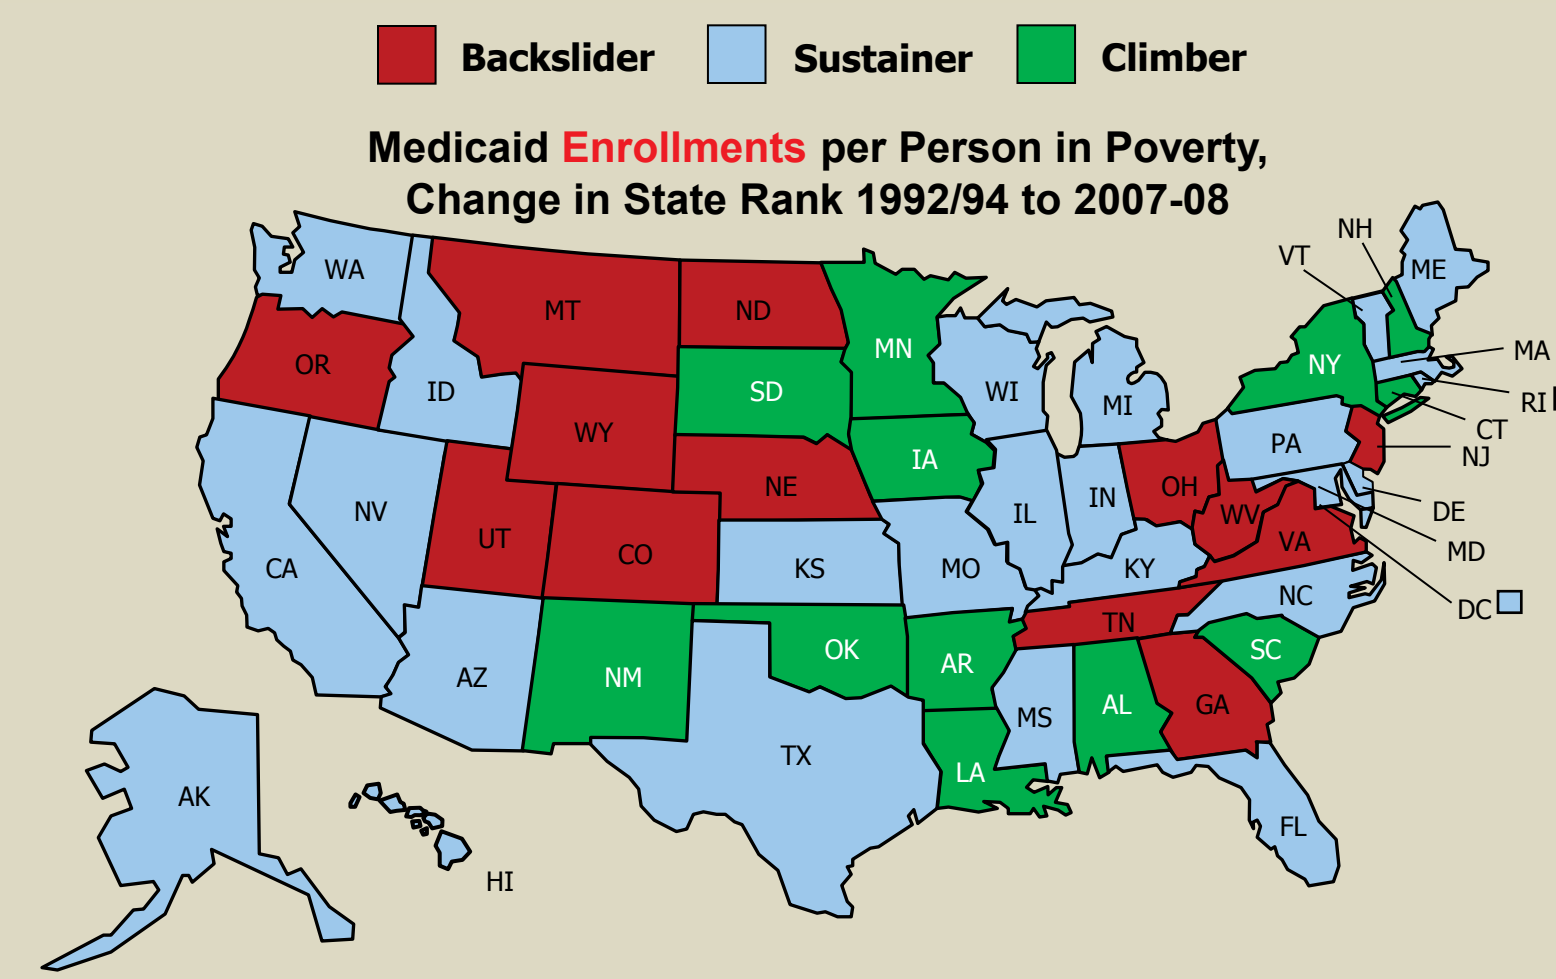 Backslider Sustainer Climber
Medicaid Enrollments per Person in Poverty,
Change in State Rank 1992/94 to 2007-08
NH
VT
ME
WA
MT
ND
MN
MA
OR
ID
SD
WI
MI
NY
RI
CT
WY
IA
PA
NJ
NE
OH
NV
UT
CO
IL
IN
WV
DE
VA
MD
CA
KS
MO
KY
NC
DC
TN
AZ
NM
OK
AR
SC
MS
AL
GA
TX
LA
AK
FL
HI